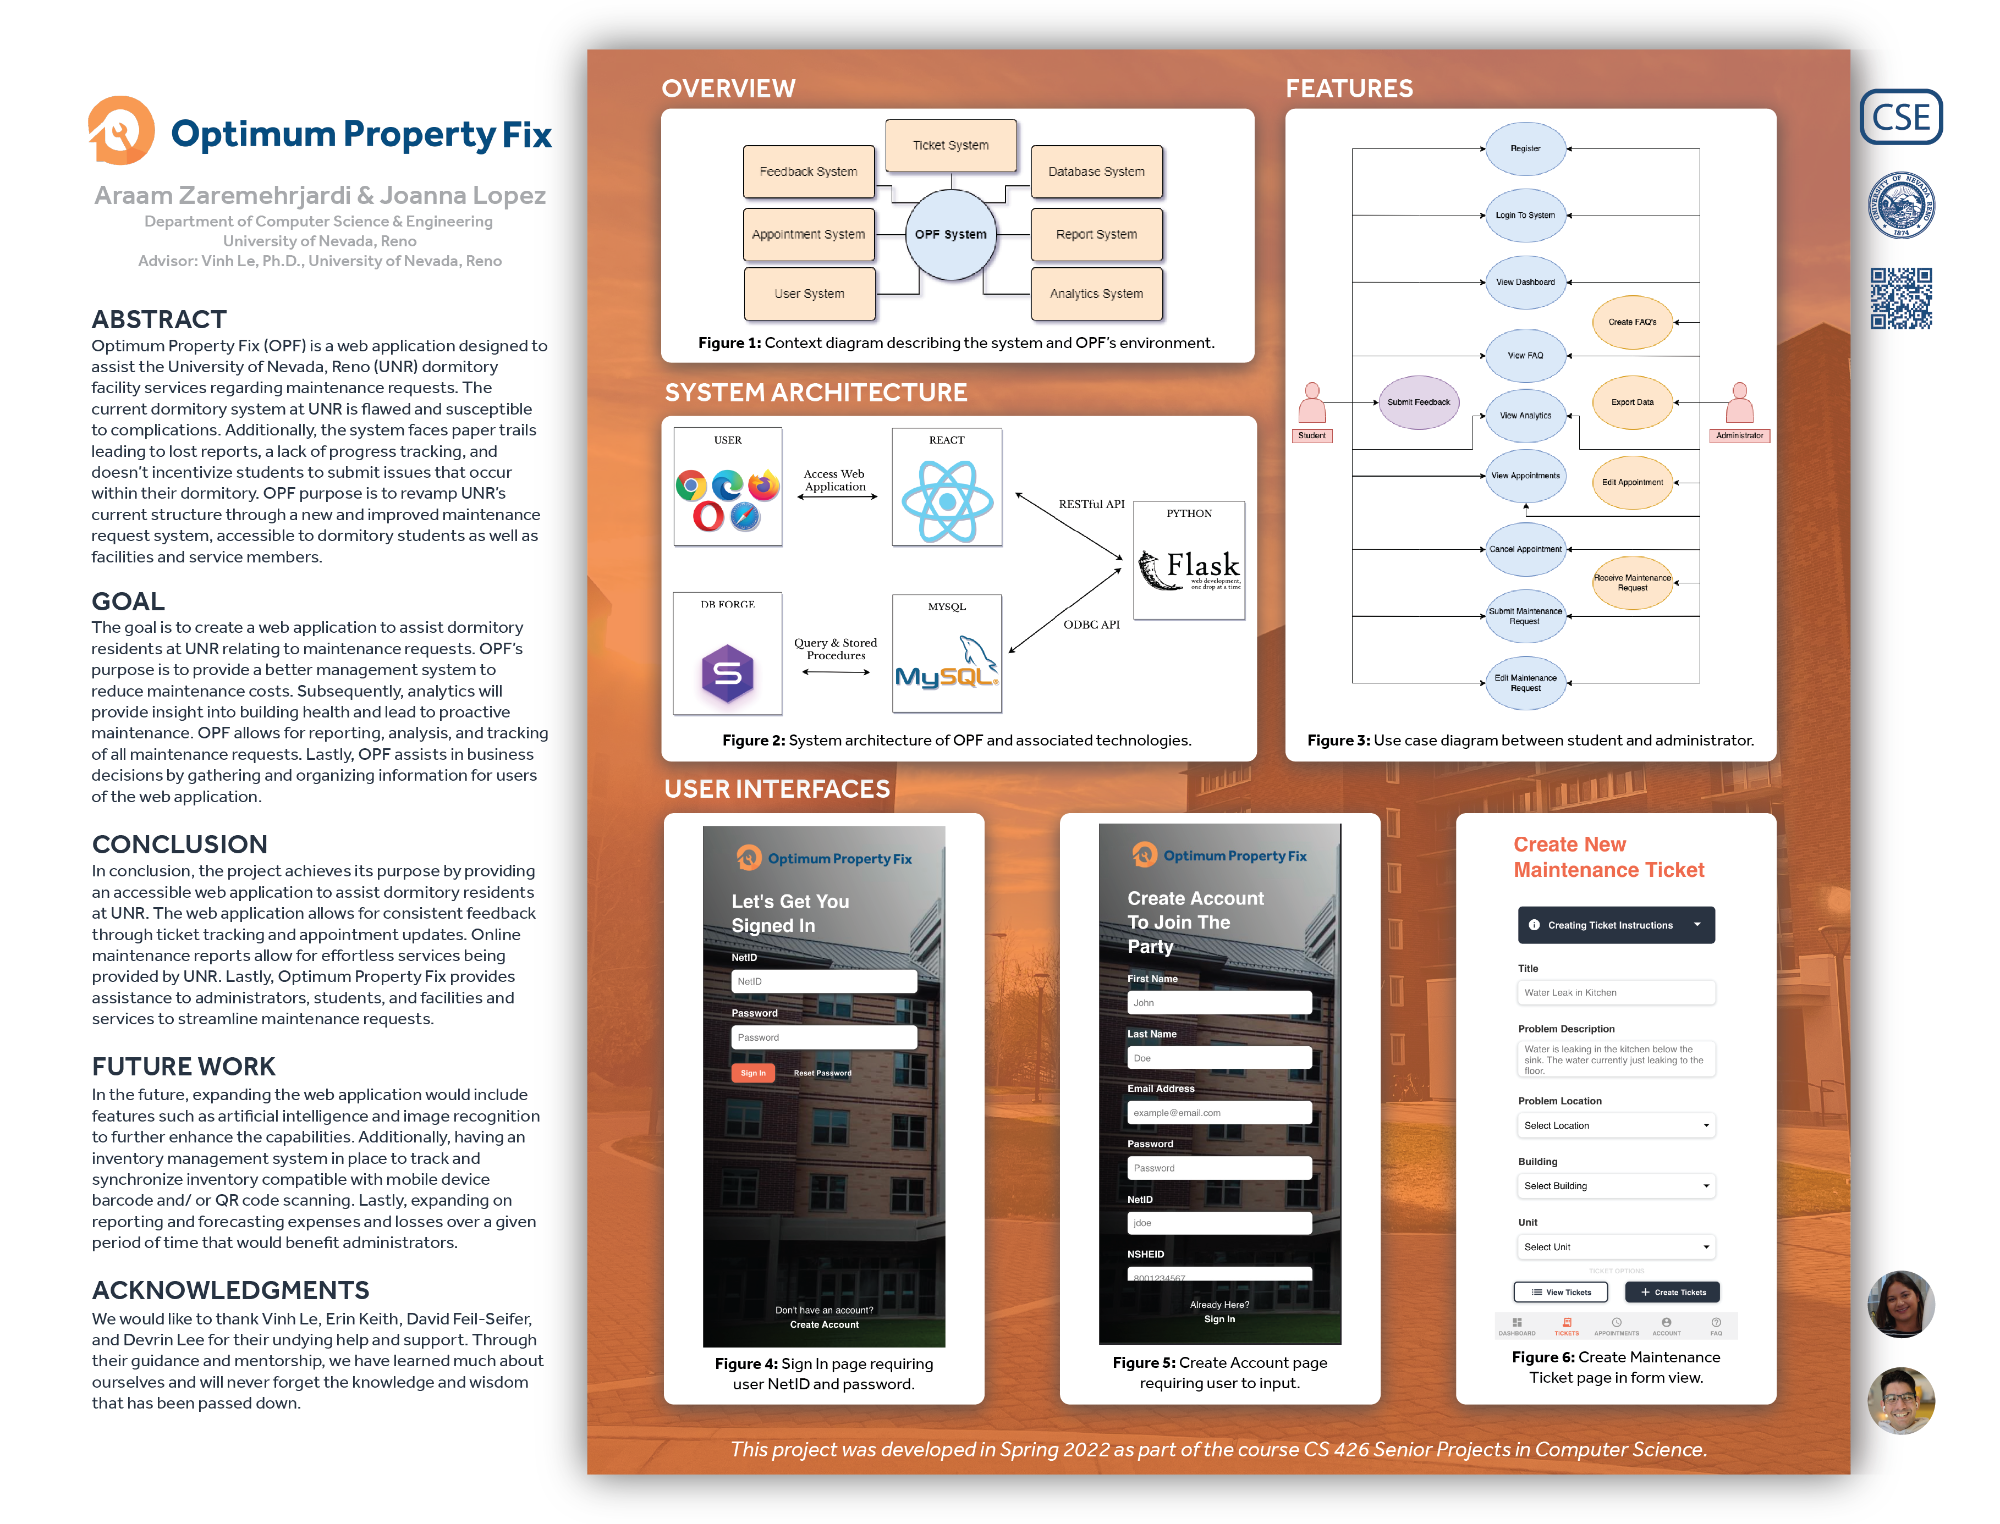 Optimum Property Fix
Araam Zaremehrjardi & Joanna Lopez
Department of Computer Science & Engineering
University of Nevada, Reno
Advisor: Vinh Le, Ph.D., University of Nevada, Reno
ABSTRACT
Optimum Property Fix (OPF) is a web application designed to
assist the University of Nevada, Reno (UNR) dormitory
facility services regarding maintenance requests. The
current dormitory system at UNR is flawed and susceptible
to complications. Additionally, the system faces paper trails
leading to lost reports, a lack of progress tracking, and
doesn't incentivize students to submit issues that occur
within their dormitory. OPF purpose is to revamp UNR's
current structure through a new and improved maintenance
request system, accessible to dormitory students as well as
facilities and service members.
GOAL
The goal is to create a web application to assist dormitory
residents at UNR relating to maintenance requests. OPF's
purpose is to provide a better management system to
reduce maintenance costs. Subsequently, analytics will
provide insight into building health and lead to proactive
maintenance. OPF allows for reporting, analysis, and tracking
of all maintenance requests. Lastly, OPF assists in business
decisions by gathering and organizing information for users
of the web application.
CONCLUSION
In conclusion, the project achieves its purpose by providing
an accessible web application to assist dormitory residents
at UNR. The web application allows for consistent feedback
through ticket tracking and appointment updates. Online
maintenance reports allow for effortless services being
provided by UNR. Lastly, Optimum Property Fix provides
assistance to administrators, students, and facilities and
services to streamline maintenance requests.
FUTURE WORK
In the future, expanding the web application would include
features such as artificial intelligence and image recognition
to further enhance the capabilities. Additionally, having an
inventory management system in place to track and
synchronize inventory compatible with mobile device
barcode and/ or QR code scanning. Lastly, expanding on
reporting and forecasting expenses and losses over a given
period of time that would benefit administrators.
ACKNOWLEDGMENTS
We would like to thank Vinh Le, Erin Keith, David Feil-Seifer,
and Devrin Lee for their undying help and support. Through
their guidance and mentorship, we have learned much about
ourselves and will never forget the knowledge and wisdom
that has been passed down.
OVERVIEW
Ticket System
Feedback System
Database System
Appointment System
OPF System
Report System
User System
Analytics System
Figure 1: Context diagram describing the system and OPF's environment.
SYSTEM ARCHITECTURE
USER
Access Web
Application
REACT
RESTful API
PYTHON
Flask
web development,
one drop at a time
DB FORGE
Query & Stored
Procedures
MYSQL
MySQL
ODBC API
Figure 2: System architecture of OPF and associated technologies.
FEATURES
Register
Login To System
View Dashboard
Create FAQ's
View FAQ
Submit Feedback
View Analytics
Export Data
Student
Administrator
View Appointments
Edit Appointment
Cancel Appointment
Receive Maintenance
Request
Submit Maintenance
Request
Edit Maintenance
Request
Figure 3: Use case diagram between student and administrator.
USER INTERFACES
Optimum Property Fix
Let's Get You
Signed In
NetID
NetID
Password
Password
Sign In
Reset Password
Don't have an account?
Create Account
Figure 4: Sign In page requiring
user NetID and password.
Optimum Property Fix
Create Account
To Join The
Party
First Name
John
Last Name
Doe
Email Address
example@email.com
Password
Password
NetID
jdoe
NSHEID
8001234567
Already Here?
Sign In
Figure 5: Create Account page
requiring user to input.
Create New
Maintenance Ticket
Creating Ticket Instructions
Title
Water Leak in Kitchen
Problem Description
Water is leaking in the kitchen below the
sink. The water currently just leaking to the
floor.
Problem Location
Select Location
Building
Select Building
Unit
Select Unit
TICKET OPTIONS
View Tickets
+ Create Tickets
DASHBOARD
TICKETS
APPOINTMENTS
ACCOUNT
FAQ
Figure 6: Create Maintenance
Ticket page in form view.
This project was developed in Spring 2022 as part of the course CS 426 Senior Projects in Computer Science.
CSE
UNIVERSITY OF NEVADA RENO
1874